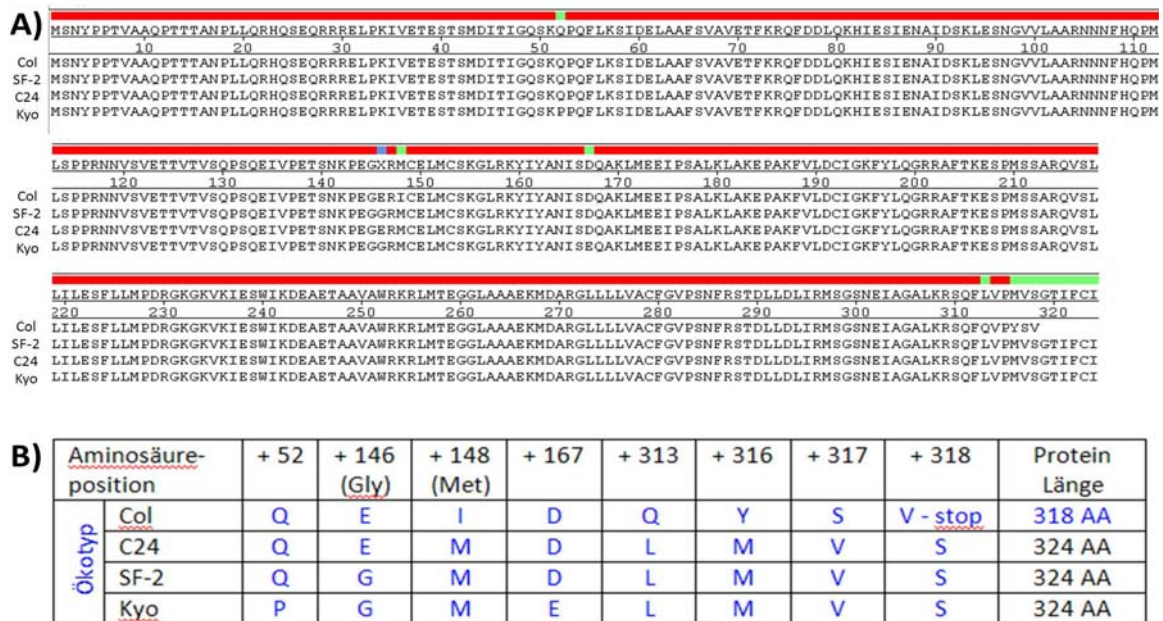 A)
MSNYPPTVAAQPTTTANPLLQRHQSEQRRRELPKIVETESTSMDITIGQSKQPQFLKSIDELAAFSVAVETFKRQFDDLQKHIESIENAIDSKLESNGVVLAARNNNFHQPM
10 20 30 40 50 60 70 80 90 100 110
Col MSNYPPTVAAQPTTTANPLLQRHQSEQRRRELPKIVETESTSMDITIGQSKQPQFLKSIDELAAFSVAVETFKRQFDDLQKHIESIENAIDSKLESNGVVLAARNNNFHQPM
SF-2 MSNYPPTVAAQPTTTANPLLQRHQSEQRRRELPKIVETESTSMDITIGQSKQPQFLKSIDELAAFSVAVETFKRQFDDLQKHIESIENAIDSKLESNGVVLAARNNNFHQPM
C24 MSNYPPTVAAQPTTTANPLLQRHQSEQRRRELPKIVETESTSMDITIGQSKQPQFLKSIDELAAFSVAVETFKRQFDDLQKHIESIENAIDSKLESNGVVLAARNNNFHQPM
Kyo MSNYPPTVAAQPTTTANPLLQRHQSEQRRRELPKIVETESTSMDITIGQSKPPQFLKSIDELAAFSVAVETFKRQFDDLQKHIESIENAIDSKLESNGVVLAARNNNFHQPM
LSPPRNNVSVETTVTVSQPSQEIVPETSNKPEGXRMCELMCSKGLRKYIYANISDQAKLMEEIPSALKLAKEPAKFVLDCIGKFYLQGRRAFTKESPMSSARQVSL
120 130 140 150 160 170 180 190 200 210
Col LSPPRNNVSVETTVTVSQPSQEIVPETSNKPEGERICELMCSKGLRKYIYANISDQAKLMEEIPSALKLAKEPAKFVLDCIGKFYLQGRRAFTKESPMSSARQVSL
SF-2 LSPPRNNVSVETTVTVSQPSQEIVPETSNKPEGGRMCELMCSKGLRKYIYANISDQAKLMEEIPSALKLAKEPAKFVLDCIGKFYLQGRRAFTKESPMSSARQVSL
C24 LSPPRNNVSVETTVTVSQPSQEIVPETSNKPEGERMCELMCSKGLRKYIYANISDQAKLMEEIPSALKLAKEPAKFVLDCIGKFYLQGRRAFTKESPMSSARQVSL
Kyo LSPPRNNVSVETTVTVSQPSQEIVPETSNKPEGGRMCELMCSKGLRKYIYANISEQAKLMEEIPSALKLAKEPAKFVLDCIGKFYLQGRRAFTKESPMSSARQVSL
LILESFLLMPDRGKGKVKIESWIKDEAETAAVAWRKRLMTEGGLAAAEKMDARGLLLLVACFGVPSNFRSTDLLDLIRMSGSNEIAGALKRSQFLVPMVSGTIFCI
220 230 240 250 260 270 280 290 300 310 320
Col LILESFLLMPDRGKGKVKIESWIKDEAETAAVAWRKRLMTEGGLAAAEKMDARGLLLLVACFGVPSNFRSTDLLDLIRMSGSNEIAGALKRSQFQVPYSV
SF-2 LILESFLLMPDRGKGKVKIESWIKDEAETAAVAWRKRLMTEGGLAAAEKMDARGLLLLVACFGVPSNFRSTDLLDLIRMSGSNEIAGALKRSQFLVPMVSGTIFCI
C24 LILESFLLMPDRGKGKVKIESWIKDEAETAAVAWRKRLMTEGGLAAAEKMDARGLLLLVACFGVPSNFRSTDLLDLIRMSGSNEIAGALKRSQFLVPMVSGTIFCI
Kyo LILESFLLMPDRGKGKVKIESWIKDEAETAAVAWRKRLMTEGGLAAAEKMDARGLLLLVACFGVPSNFRSTDLLDLIRMSGSNEIAGALKRSQFLVPMVSGTIFCI
B)
Aminosäure-position + 52 + 146 (Gly) + 148 (Met) + 167 + 313 + 316 + 317 + 318 Protein Länge
Ökotyp
Col Q E I D Q Y S V - stop 318 AA
C24 Q E M D L M V S 324 AA
SF-2 Q G M D L M V S 324 AA
Kyo P G M E L M V S 324 AA